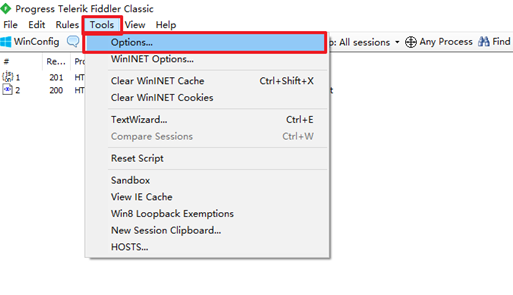 Progress Telerik Fiddler Classic
File Edit Rules Tools View Help
WinConfig All sessions Any Process Find
# Re... Pro
1 201 HT
2 200 HT
Options...
WinINET Options...
Clear WinINET Cache Ctrl+Shift+X
Clear WinINET Cookies
TextWizard... Ctrl+E
Compare Sessions Ctrl+W
Reset Script
Sandbox
View IE Cache
Win8 Loopback Exemptions
New Session Clipboard...
HOSTS...